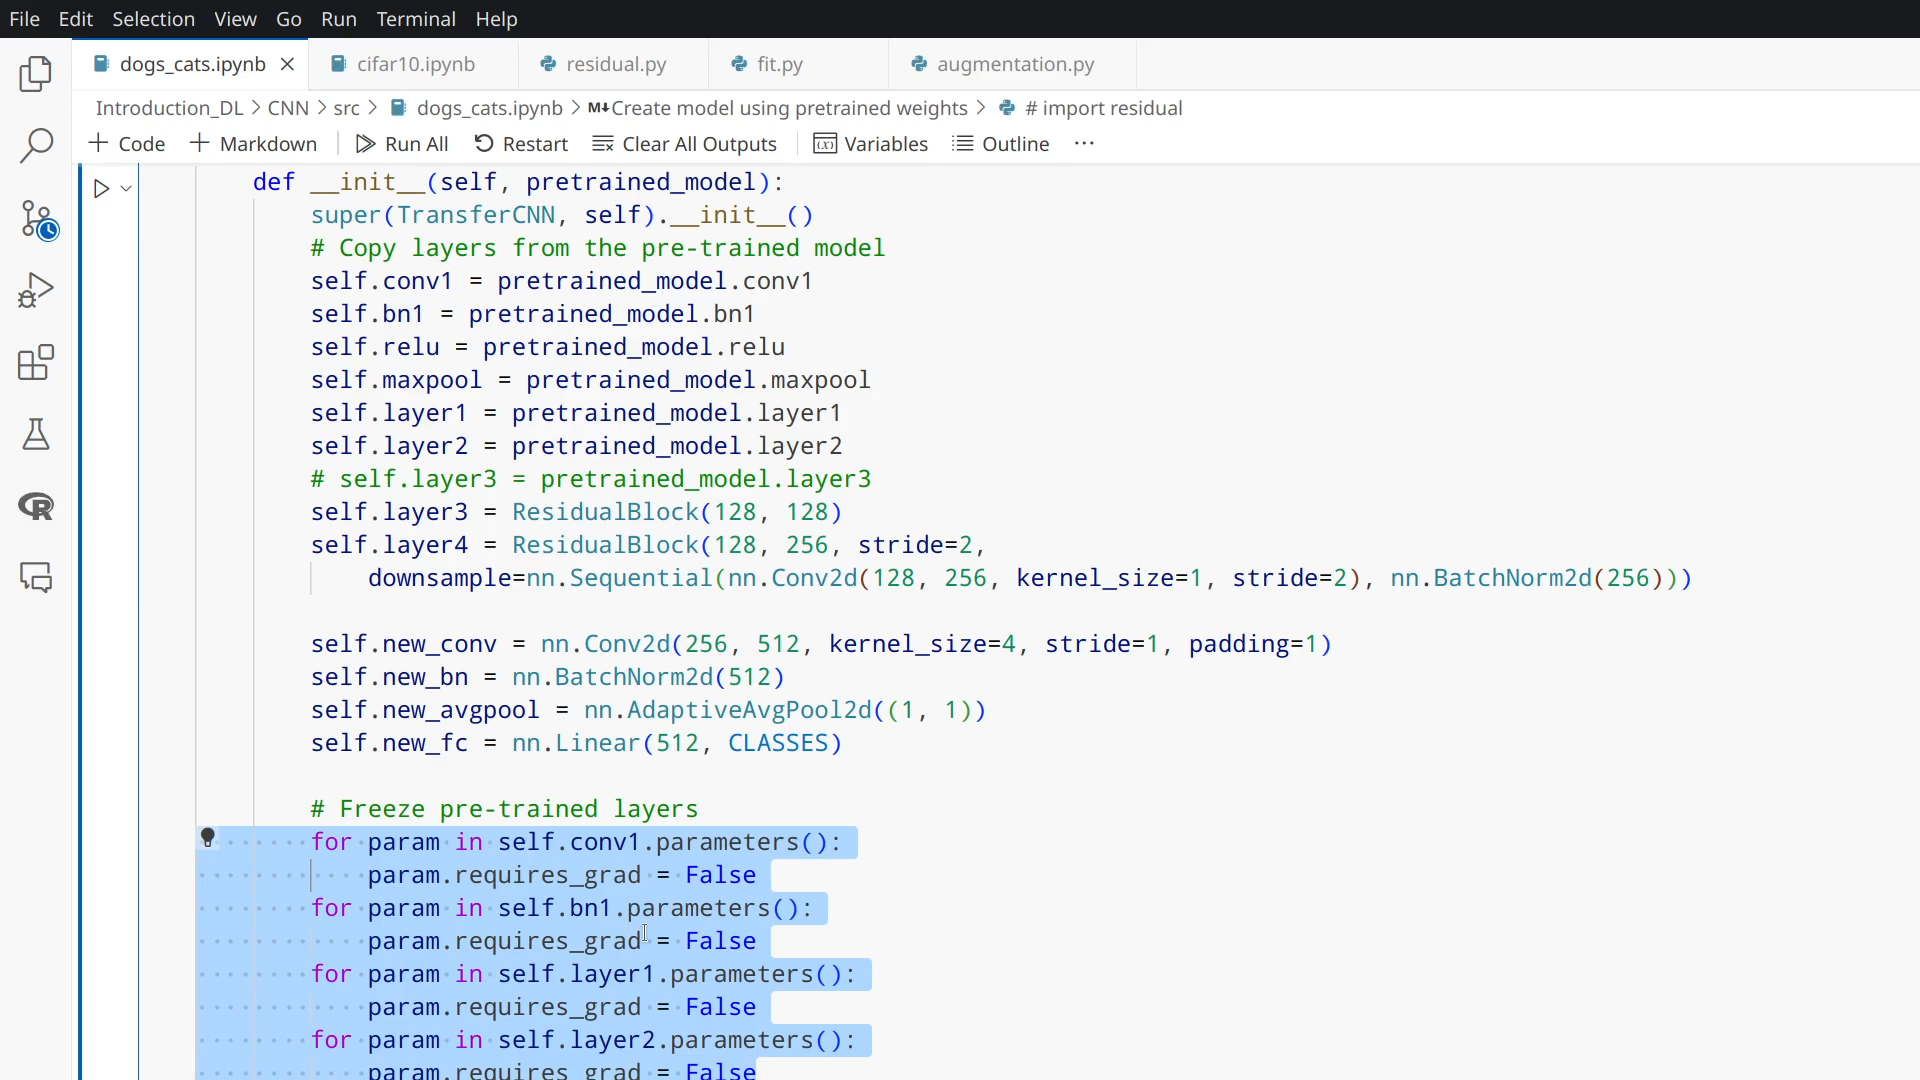 File Edit Selection View Go Run Terminal Help
dogs_cats.ipynb cifar10.ipynb residual.py fit.py augmentation.py
Introduction_DL > CNN > src > dogs_cats.ipynb > M↓Create model using pretrained weights > # import residual
+ Code + Markdown Run All Restart Clear All Outputs (x) Variables Outline ...
def __init__(self, pretrained_model):
super(TransferCNN, self).__init__()
# Copy layers from the pre-trained model
self.conv1 = pretrained_model.conv1
self.bn1 = pretrained_model.bn1
self.relu = pretrained_model.relu
self.maxpool = pretrained_model.maxpool
self.layer1 = pretrained_model.layer1
self.layer2 = pretrained_model.layer2
# self.layer3 = pretrained_model.layer3
self.layer3 = ResidualBlock(128, 128)
self.layer4 = ResidualBlock(128, 256, stride=2,
downsample=nn.Sequential(nn.Conv2d(128, 256, kernel_size=1, stride=2), nn.BatchNorm2d(256)))
self.new_conv = nn.Conv2d(256, 512, kernel_size=4, stride=1, padding=1)
self.new_bn = nn.BatchNorm2d(512)
self.new_avgpool = nn.AdaptiveAvgPool2d((1, 1))
self.new_fc = nn.Linear(512, CLASSES)
# Freeze pre-trained layers
for param in self.conv1.parameters():
param.requires_grad = False
for param in self.bn1.parameters():
param.requires_grad = False
for param in self.layer1.parameters():
param.requires_grad = False
for param in self.layer2.parameters():
param.requires_grad = False